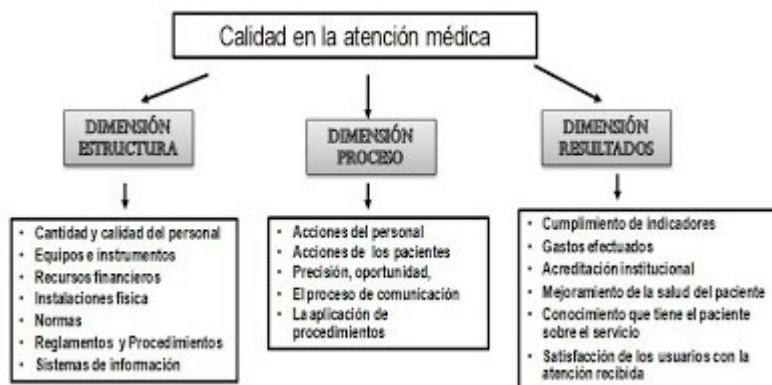 Calidad en la atención médica
DIMENSIÓN
ESTRUCTURA
• Cantidad y calidad del personal
• Equipos e instrumentos
• Recursos financieros
• Instalaciones física
• Normas
• Reglamentos y Procedimientos
• Sistemas de información
DIMENSIÓN
PROCESO
• Acciones del personal
• Acciones de los pacientes
• Precisión, oportunidad,
• El proceso de comunicación
• La aplicación de
procedimientos
DIMENSIÓN
RESULTADOS
• Cumplimiento de indicadores
• Gastos efectuados
• Acreditación institucional
• Mejoramiento de la salud del paciente
• Conocimiento que tiene el paciente
sobre el servicio
• Satisfacción de los usuarios con la
atención recibida